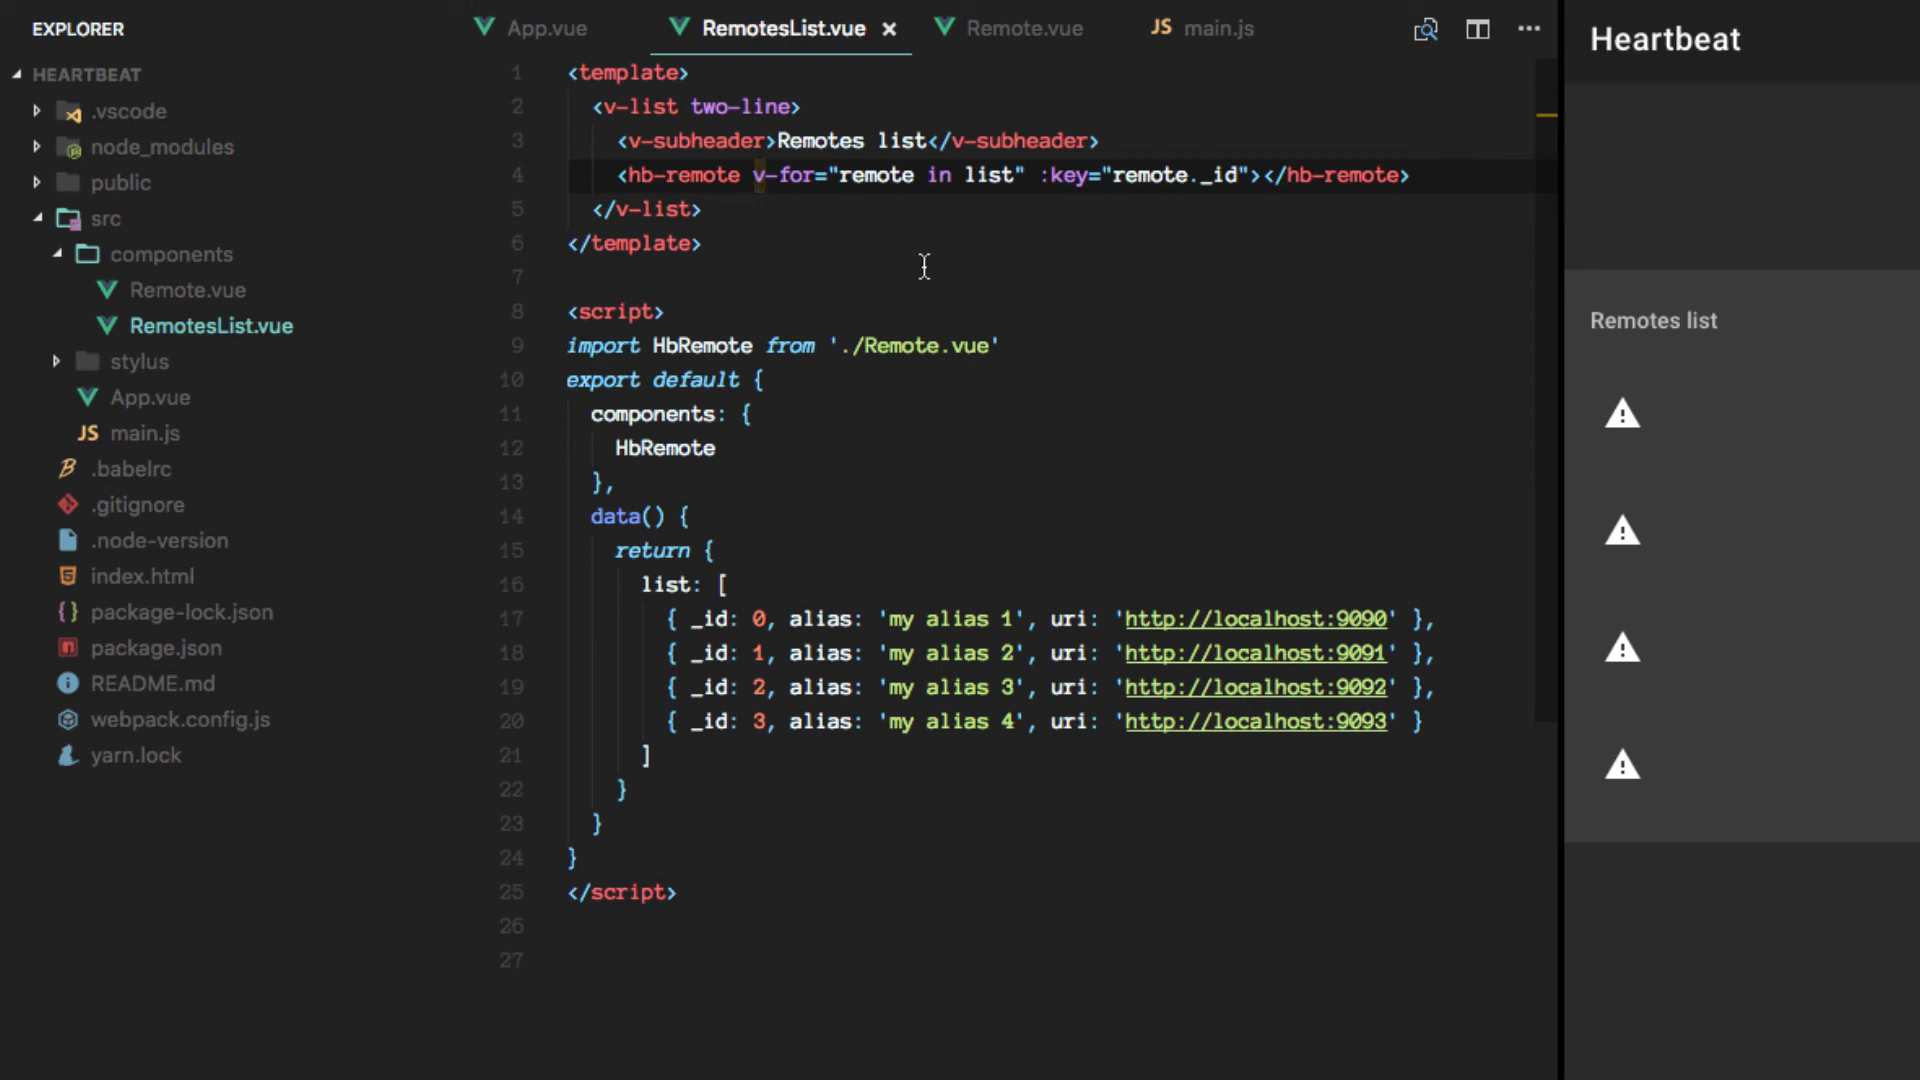 EXPLORER
HEARTBEAT
.vscode
node_modules
public
src
components
Remote.vue
RemotesList.vue
stylus
App.vue
JS main.js
.babelrc
.gitignore
.node-version
index.html
package-lock.json
package.json
README.md
webpack.config.js
yarn.lock
App.vue
RemotesList.vue ×
Remote.vue
JS main.js
1 <template>
2 <v-list two-line>
3 <v-subheader>Remotes list</v-subheader>
4 <hb-remote v-for="remote in list" :key="remote._id"></hb-remote>
5 </v-list>
6 </template>
7
8 <script>
9 import HbRemote from './Remote.vue'
10 export default {
11 components: {
12 HbRemote
13 },
14 data() {
15 return {
16 list: [
17 { _id: 0, alias: 'my alias 1', uri: 'http://localhost:9090' },
18 { _id: 1, alias: 'my alias 2', uri: 'http://localhost:9091' },
19 { _id: 2, alias: 'my alias 3', uri: 'http://localhost:9092' },
20 { _id: 3, alias: 'my alias 4', uri: 'http://localhost:9093' }
21 ]
22 }
23 }
24 }
25 </script>
26
27
Heartbeat
Remotes list